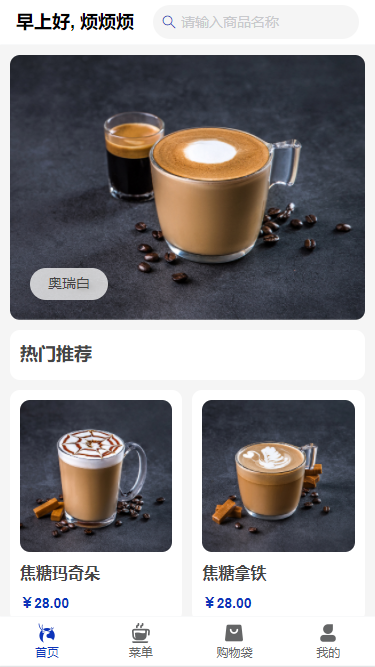 早上好, 烦烦烦
请输入商品名称
奥瑞白
热门推荐
焦糖玛奇朵
焦糖拿铁
￥28.00
￥28.00
首页
菜单
购物袋
我的